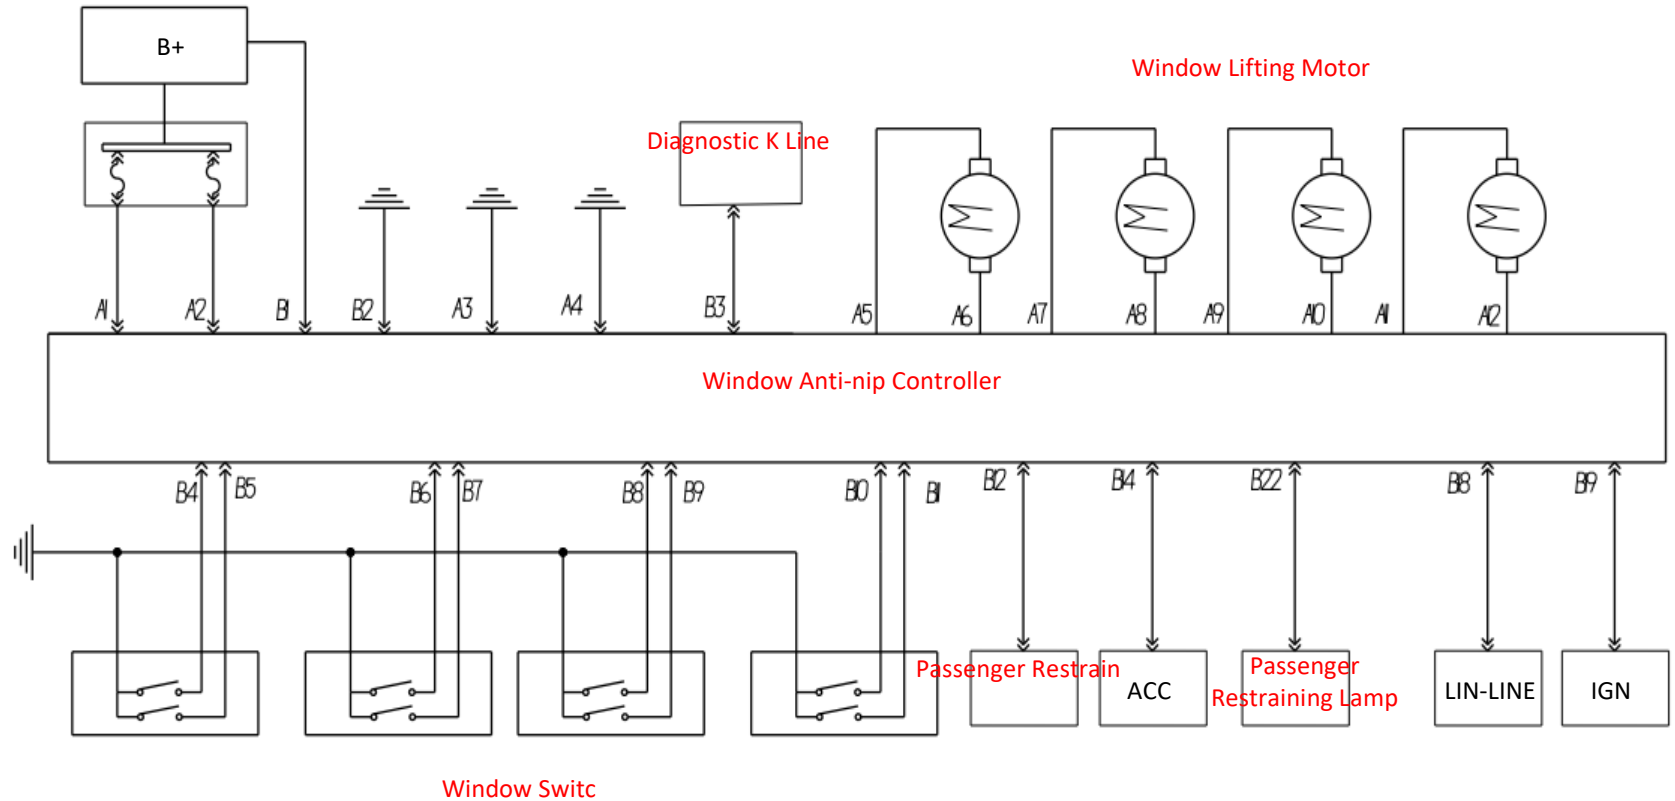 B+
Window Lifting Motor
Diagnostic K Line
A1 A2 B1 B2 A3 A4 B3 A5 A6 A7 A8 A9 A10 A11 A12
Window Anti-nip Controller
B4 B5 B6 B7 B8 B9 B10 B11 B12 B14 B22 B18 B19
Passenger Restrain
ACC
Passenger
Restraining Lamp
LIN-LINE
IGN
Window Switc